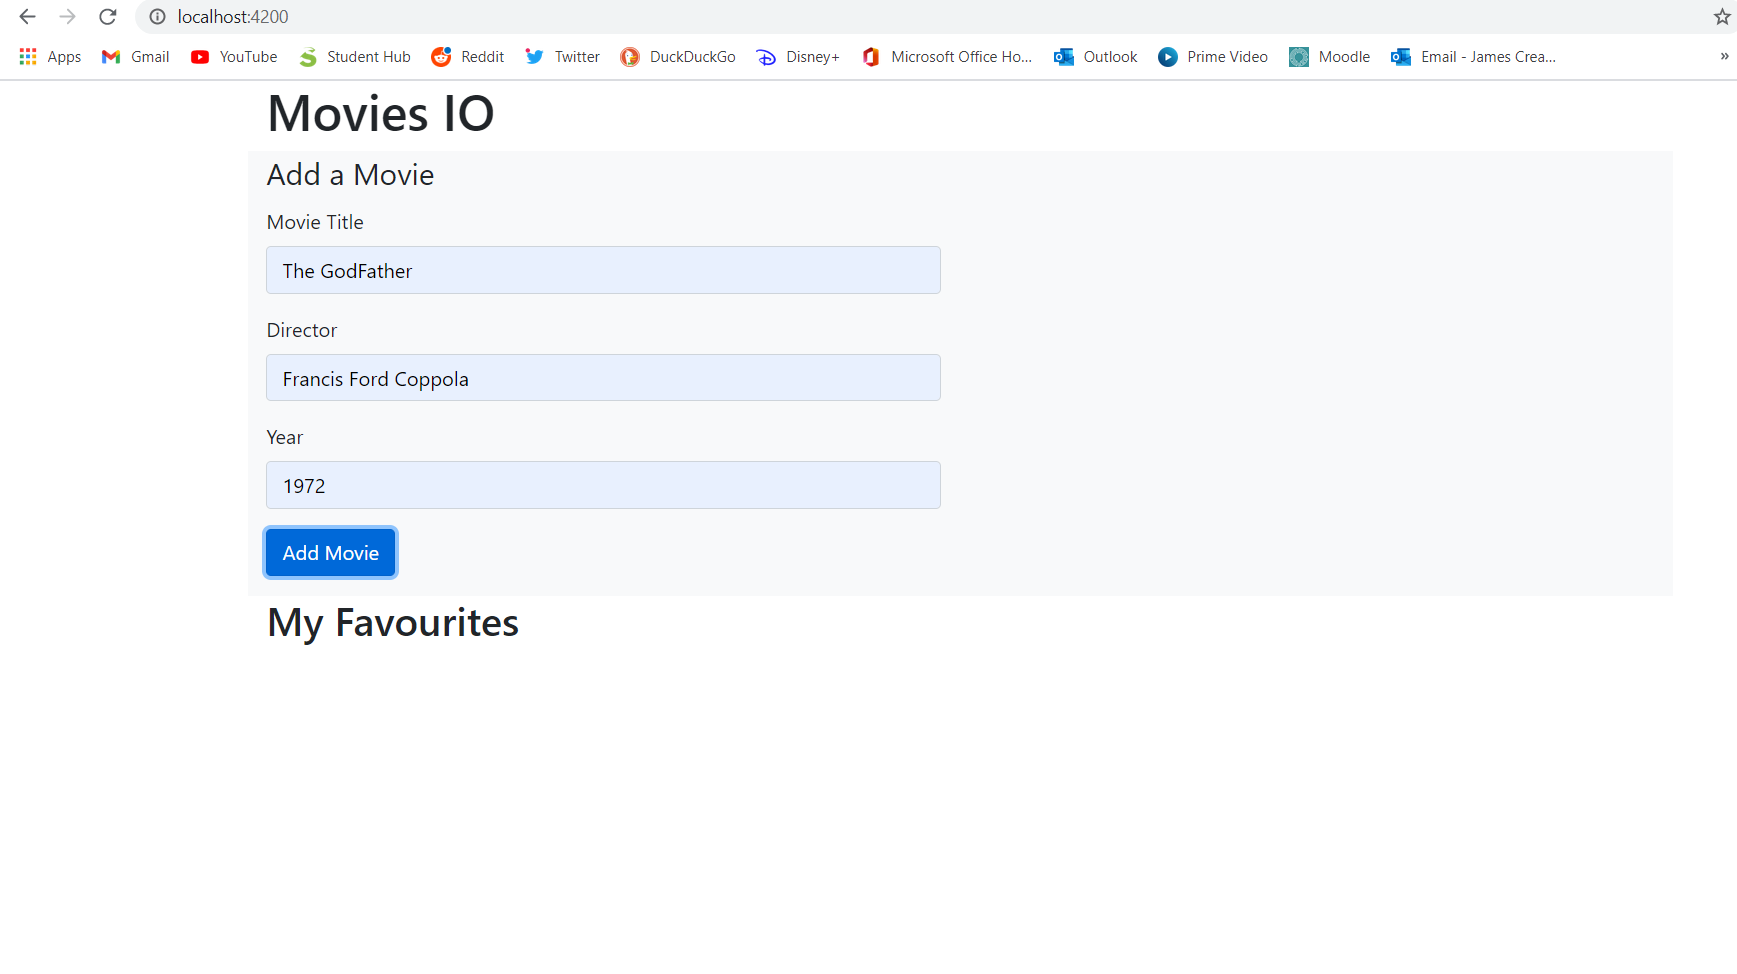 localhost:4200
Apps Gmail YouTube Student Hub Reddit Twitter DuckDuckGo Disney+ Microsoft Office Ho... Outlook Prime Video Moodle Email - James Crea... »
Movies IO
Add a Movie
Movie Title
The GodFather
Director
Francis Ford Coppola
Year
1972
Add Movie
My Favourites